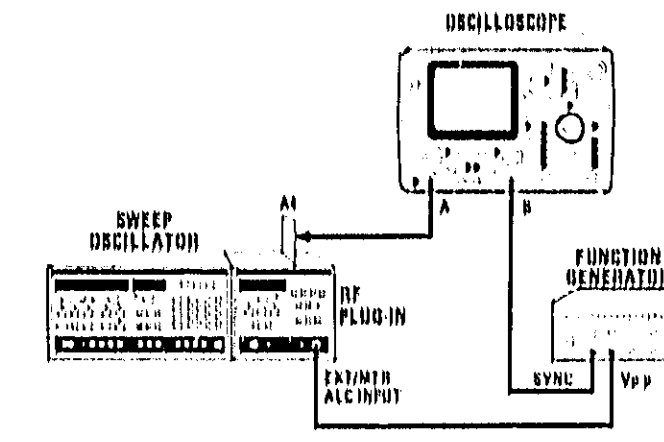 OSCILLOSCOPE
A
B
A4
SWEEP
OSCILLATOR
RF
PLUG-IN
FUNCTION
GENERATOR
EXT/MTR
ALC INPUT
SYNC
Vpp